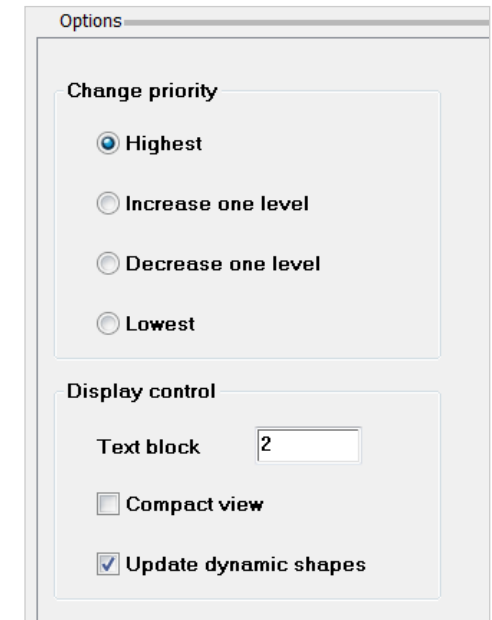 Options
Change priority
Highest
Increase one level
Decrease one level
Lowest
Display control
Text block 2
Compact view
Update dynamic shapes